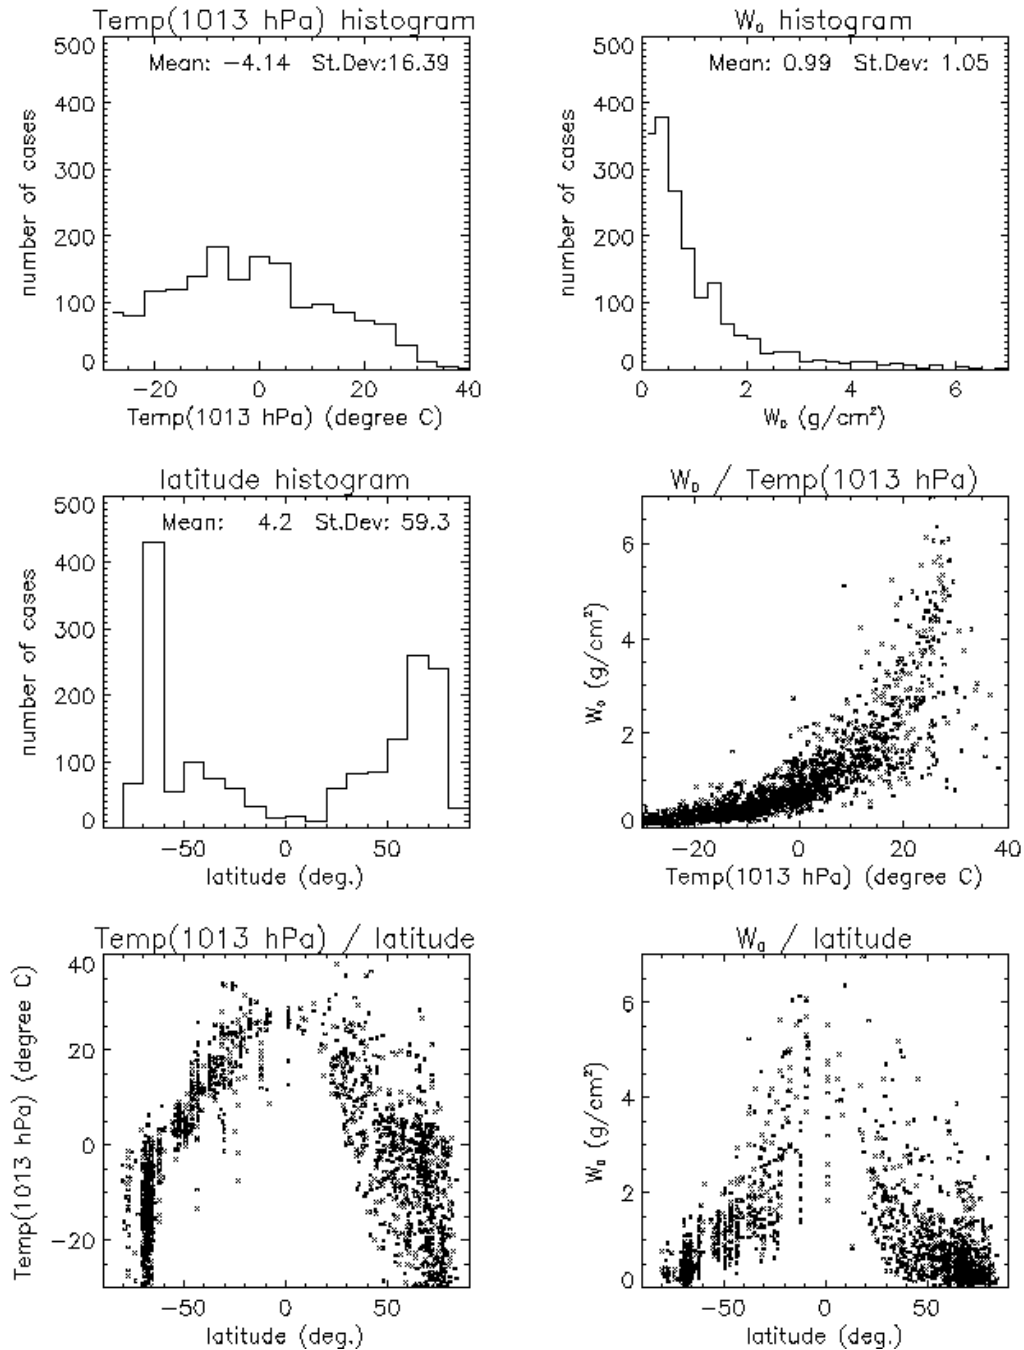 Temp(1013 hPa) histogram
Mean: −4.14 St.Dev:16.39
500
400
300
200
100
0
number of cases
−20 0 20 40
Temp(1013 hPa) (degree C)
W₀ histogram
Mean: 0.99 St.Dev: 1.05
500
400
300
200
100
0
number of cases
0 2 4 6
W₀ (g/cm²)
latitude histogram
Mean: 4.2 St.Dev: 59.3
500
400
300
200
100
0
number of cases
−50 0 50
latitude (deg.)
W₀ / Temp(1013 hPa)
6
4
2
0
W₀ (g/cm²)
−20 0 20 40
Temp(1013 hPa) (degree C)
Temp(1013 hPa) / latitude
40
20
0
−20
Temp(1013 hPa) (degree C)
−50 0 50
latitude (deg.)
W₀ / latitude
6
4
2
0
W₀ (g/cm²)
−50 0 50
latitude (deg.)